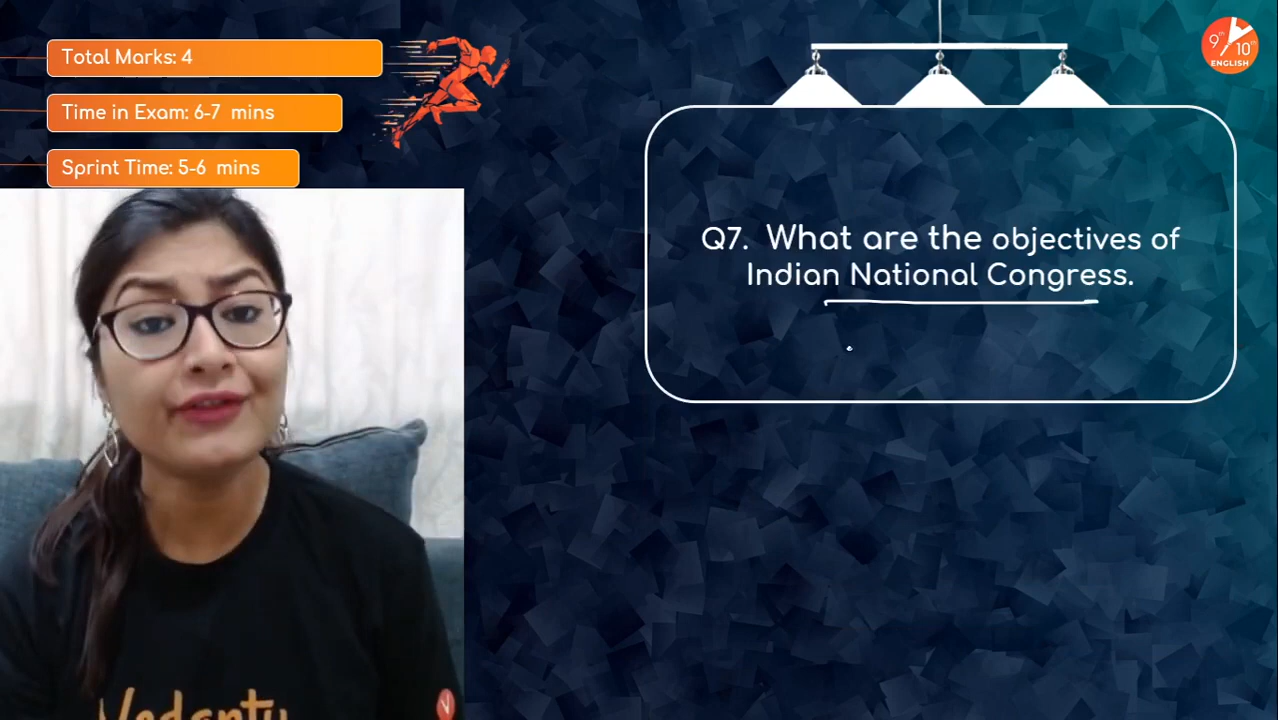 Total Marks: 4
Time in Exam: 6-7 mins
Sprint Time: 5-6 mins
9th 10th
ENGLISH
Q7. What are the objectives of
Indian National Congress.
Vedantu
V